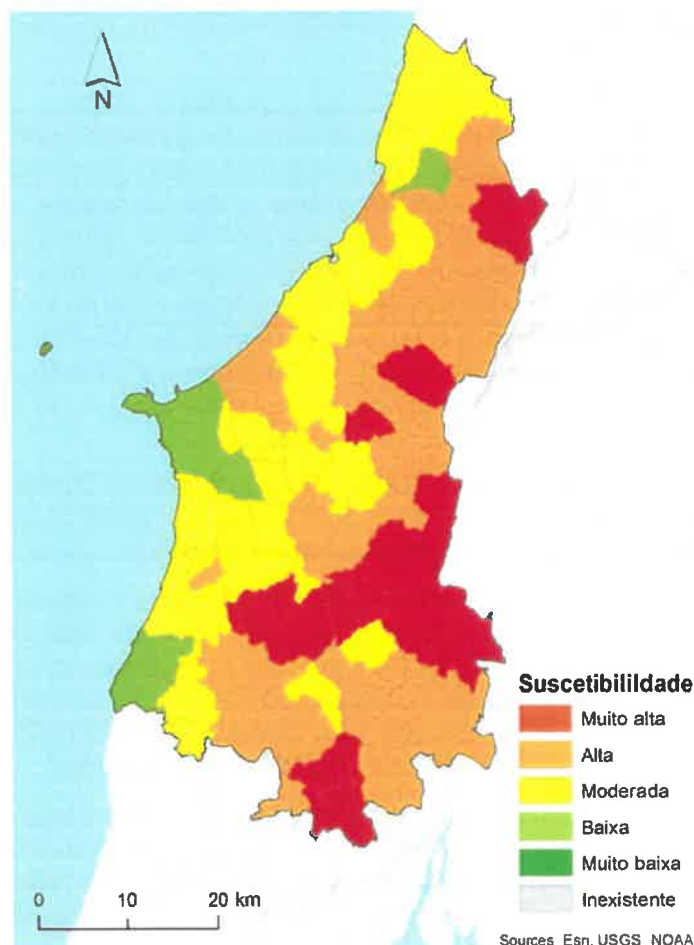 N
Suscetibilildade
Muito alta
Alta
Moderada
Baixa
Muito baixa
Inexistente
0 10 20 km
Sources Esri, USGS NOAA